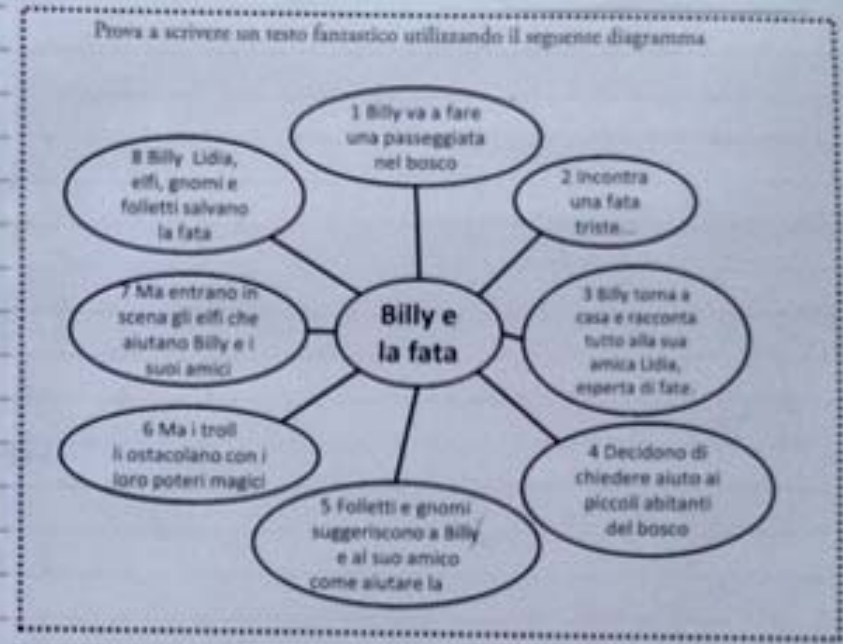 Prova a scrivere un testo fantastico utilizzando il seguente diagramma
1 Billy va a fare
una passeggiata
nel bosco
2 Incontra
una fata
triste...
3 Billy torna a
casa e racconta
tutto alla sua
amica Lidia,
esperta di fate.
4 Decidono di
chiedere aiuto ai
piccoli abitanti
del bosco
5 Folletti e gnomi
suggeriscono a Billy
e al suo amico
come aiutare la
6 Ma i troll
li ostacolano con i
loro poteri magici
7 Ma entrano in
scena gli elfi che
aiutano Billy e i
suoi amici
8 Billy Lidia,
elfi, gnomi e
folletti salvano
la fata
Billy e
la fata